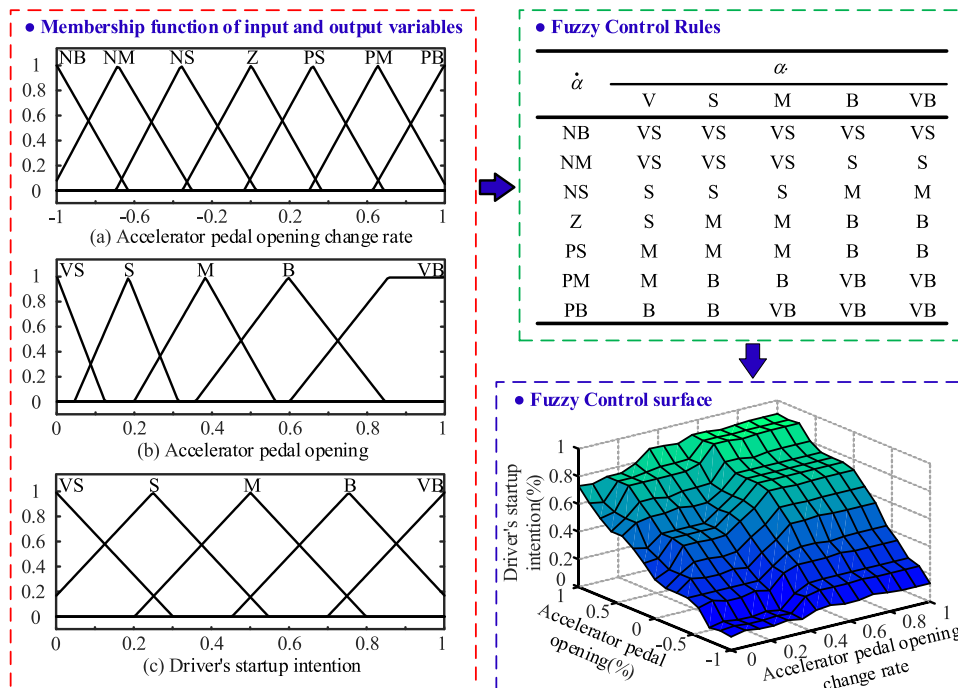 ● Membership function of input and output variables
NB NM NS Z PS PM PB
1
0.8
0.6
0.4
0.2
0
-1 -0.6 -0.2 0.2 0.6 1
(a) Accelerator pedal opening change rate
VS S M B VB
1
0.8
0.6
0.4
0.2
0
0 0.2 0.4 0.6 0.8 1
(b) Accelerator pedal opening
VS S M B VB
1
0.8
0.6
0.4
0.2
0
0 0.2 0.4 0.6 0.8 1
(c) Driver's startup intention
● Fuzzy Control Rules
α̇ α
V S M B VB
NB VS VS VS VS VS
NM VS VS VS S S
NS S S S M M
Z S M M B B
PS M M M B B
PM M B B VB VB
PB B B VB VB VB
● Fuzzy Control surface
Driver's startup
intention(%)
1
0.8
0.6
0.4
0.2
0
1 0.5 0 -0.5 -1
Accelerator pedal
opening(%)
0 0.2 0.4 0.6 0.8 1
Accelerator pedal opening
change rate